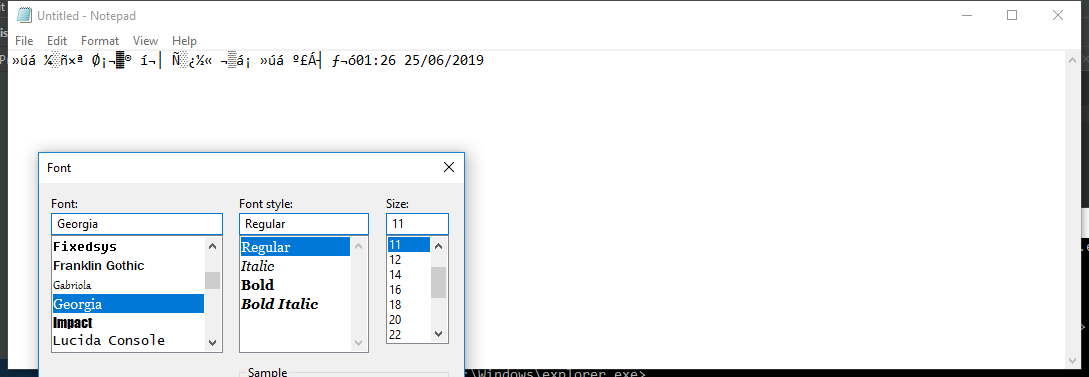 Untitled - Notepad
File Edit Format View Help
»úá ¼░ñ×ª Ø¡¬▓® í¬│ Ñ░¿½« ¬▒á¡ »úá º£Á┤ ƒ¬ó01:26 25/06/2019
Font
Font: Font style: Size:
Georgia Regular 11
Fixedsys Regular 11
Franklin Gothic Italic 12
Gabriola Bold 14
Georgia Bold Italic 16
Impact 18
Lucida Console 20
22
Sample
:\Windows\explorer.exe>